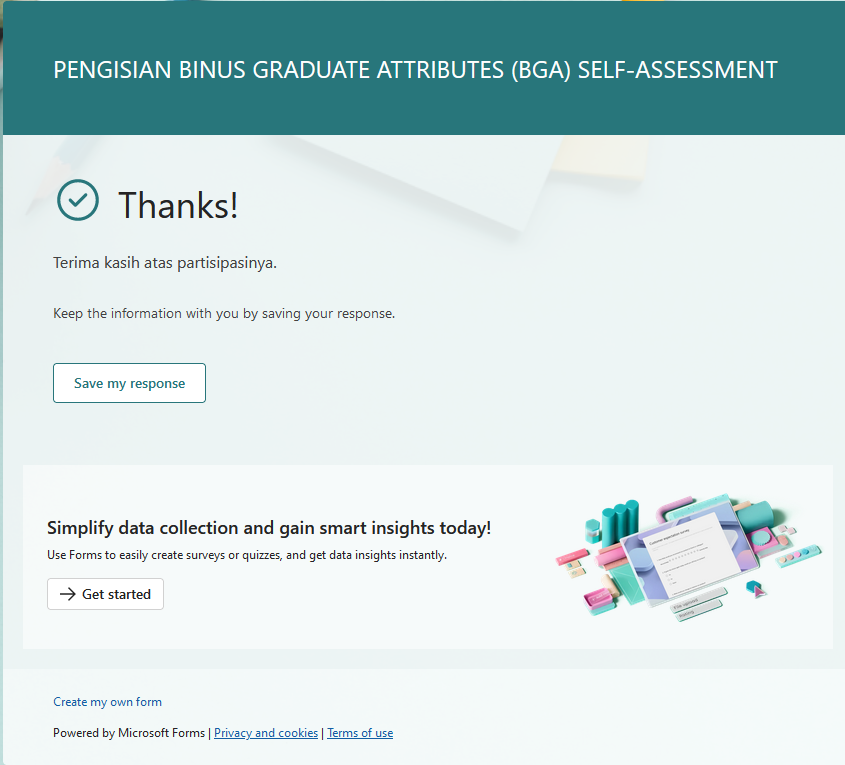 PENGISIAN BINUS GRADUATE ATTRIBUTES (BGA) SELF-ASSESSMENT
Thanks!
Terima kasih atas partisipasinya.
Keep the information with you by saving your response.
Save my response
Simplify data collection and gain smart insights today!
Use Forms to easily create surveys or quizzes, and get data insights instantly.
Get started
Create my own form
Powered by Microsoft Forms | Privacy and cookies | Terms of use